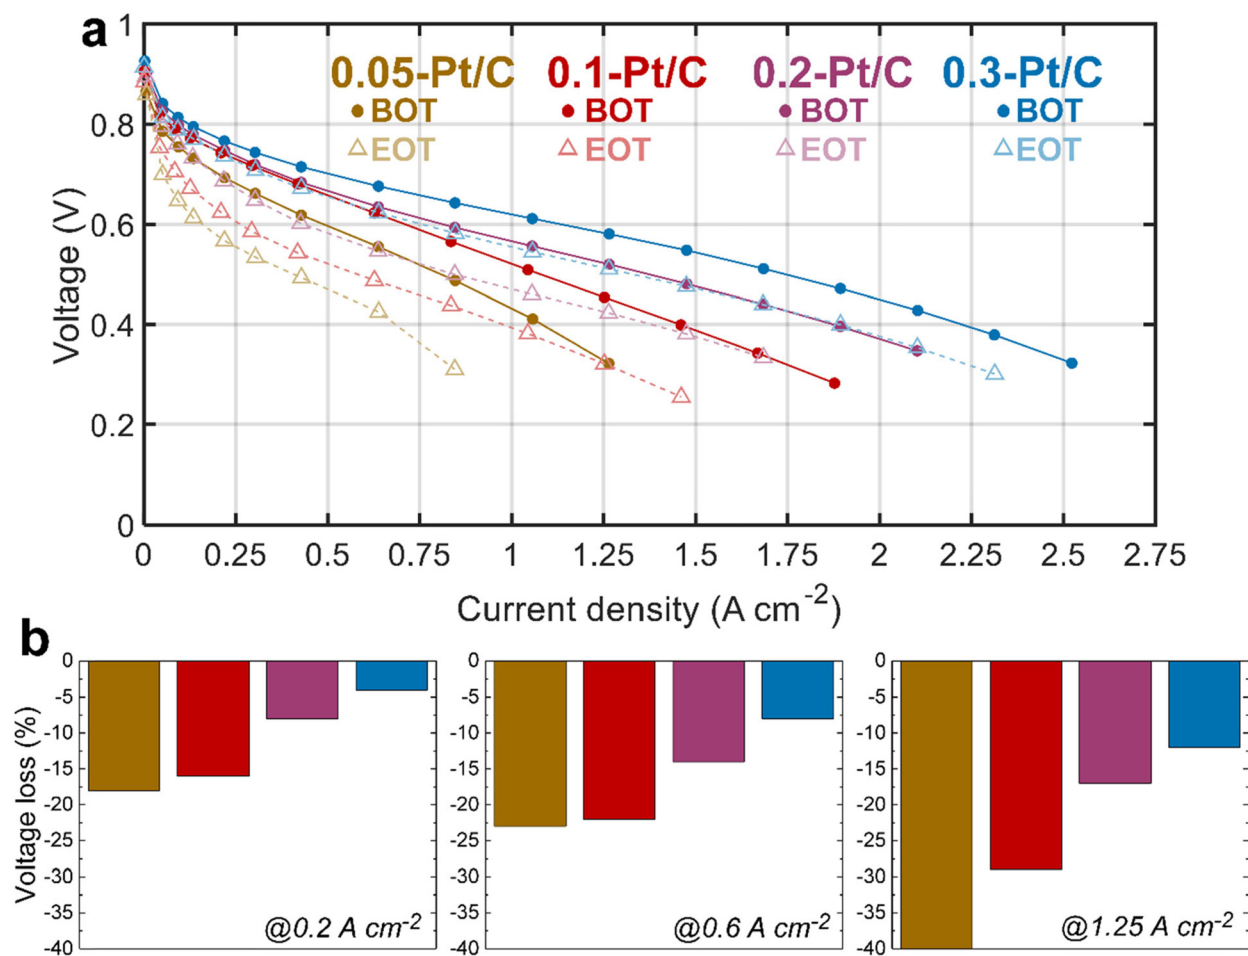 a
0.05-Pt/C 0.1-Pt/C 0.2-Pt/C 0.3-Pt/C
BOT BOT BOT BOT
EOT EOT EOT EOT
Voltage (V)
1
0.8
0.6
0.4
0.2
0
0 0.25 0.5 0.75 1 1.25 1.5 1.75 2 2.25 2.5 2.75
Current density (A cm⁻²)
b
Voltage loss (%)
0
-5
-10
-15
-20
-25
-30
-35
-40
@0.2 A cm⁻²
0
-5
-10
-15
-20
-25
-30
-35
-40
@0.6 A cm⁻²
0
-5
-10
-15
-20
-25
-30
-35
-40
@1.25 A cm⁻²